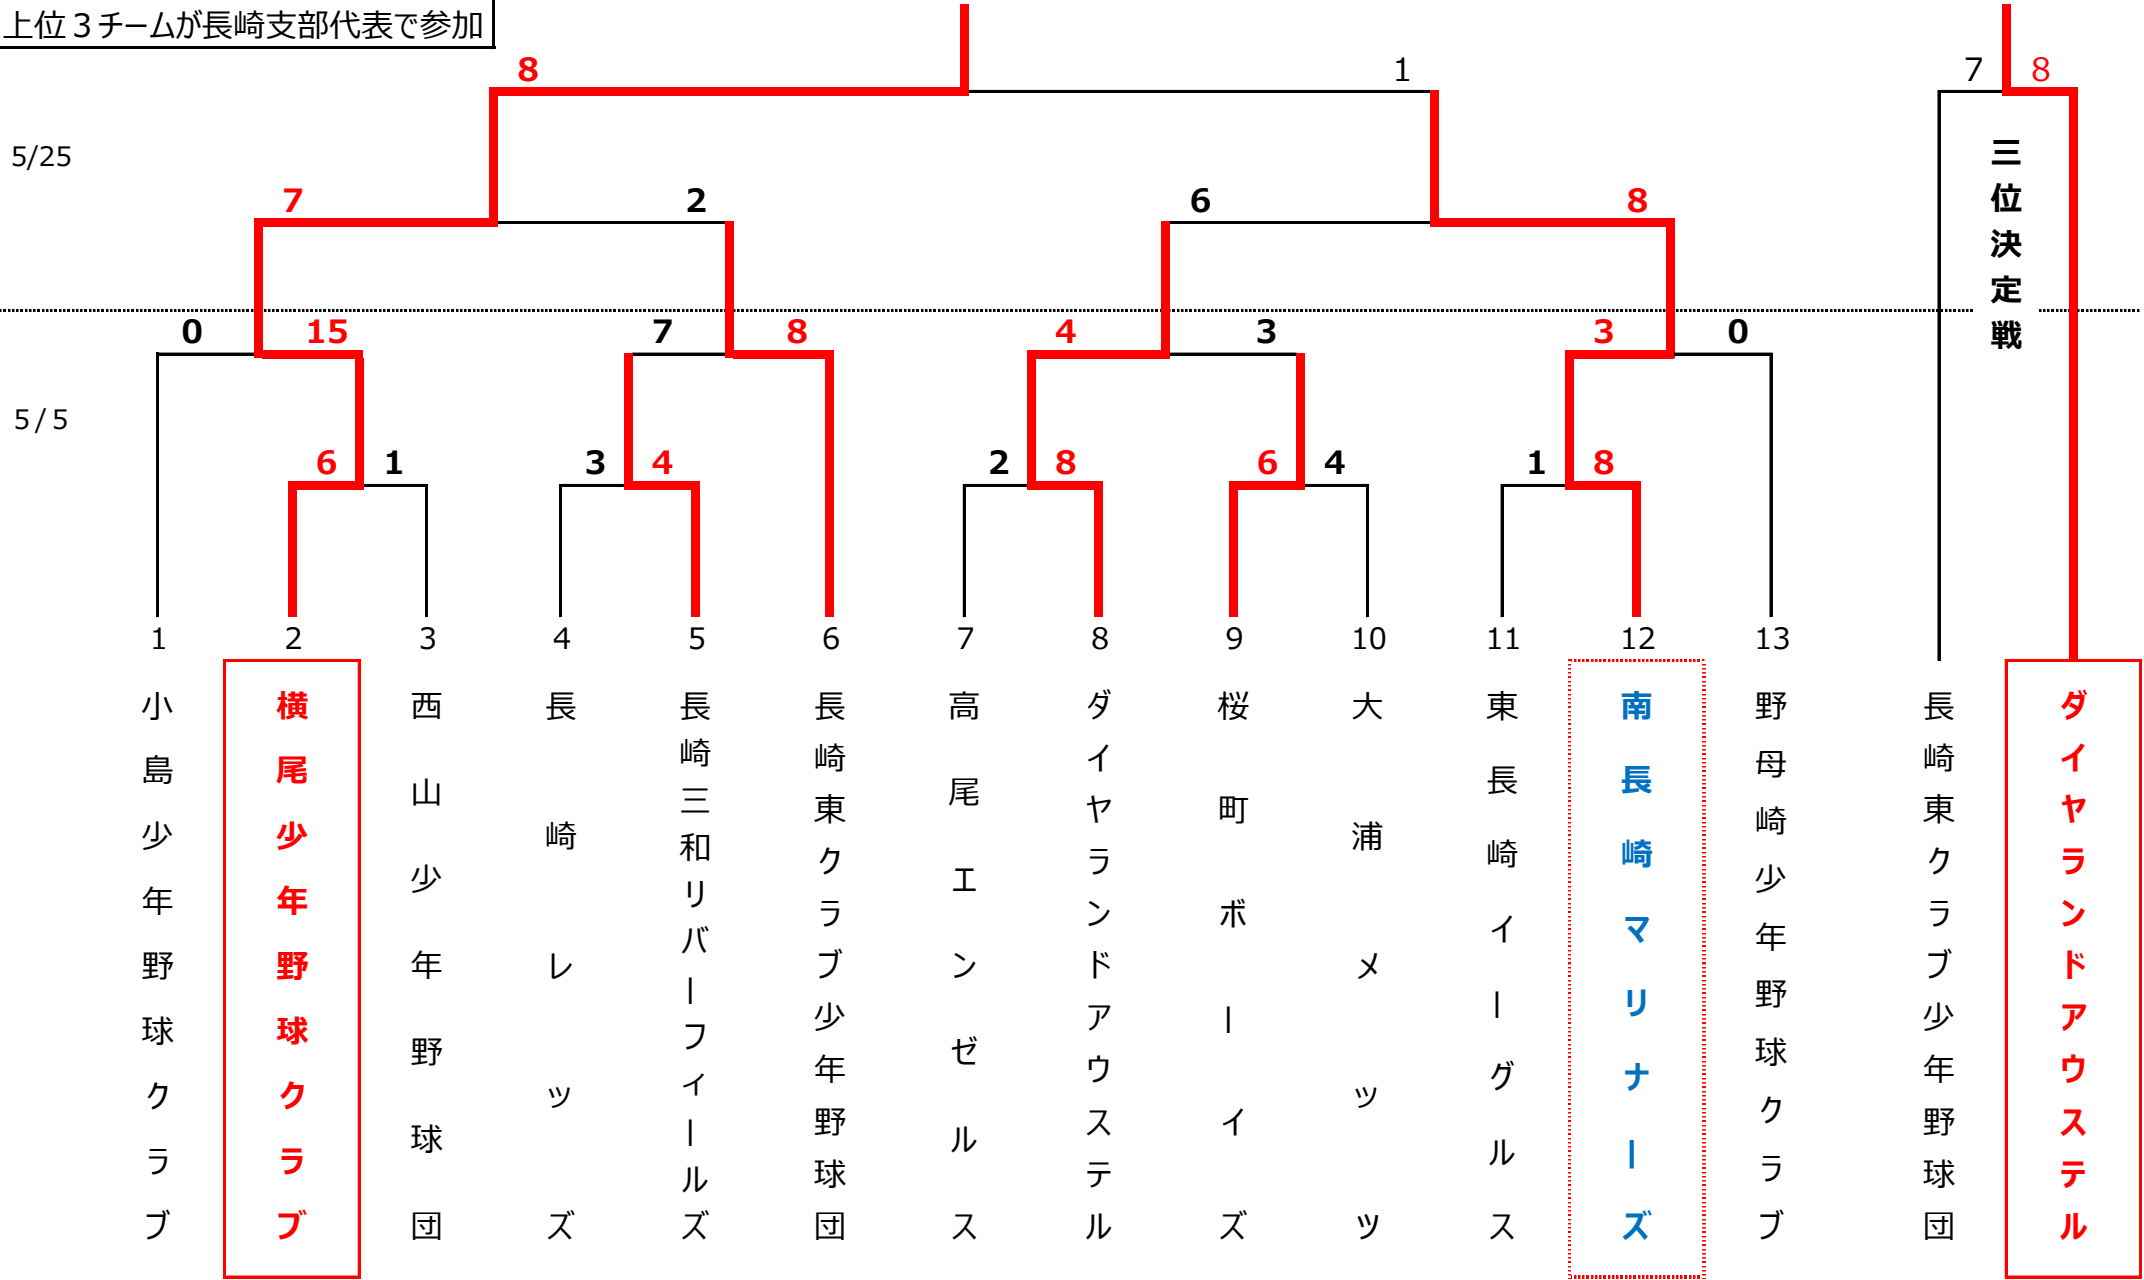 上位３チームが長崎支部代表で参加
8
1
7 8
5/25
三位決定戦
7
2
6
8
0
15
7
8
4
3
3
0
5/5
6
1
3
4
2
8
6
4
1
8
1
2
3
4
5
6
7
8
9
10
11
12
13
小島少年野球クラブ
横尾少年野球クラブ
西山少年野球団
長崎レッズ
長崎三和リバーフィールズ
長崎東クラブ少年野球団
高尾エンゼルス
ダイヤランドアウステル
桜町ボーイズ
大浦メッツ
東長崎イーグルス
南長崎マリナーズ
野母崎少年野球クラブ
長崎東クラブ少年野球団
ダイヤランドアウステル